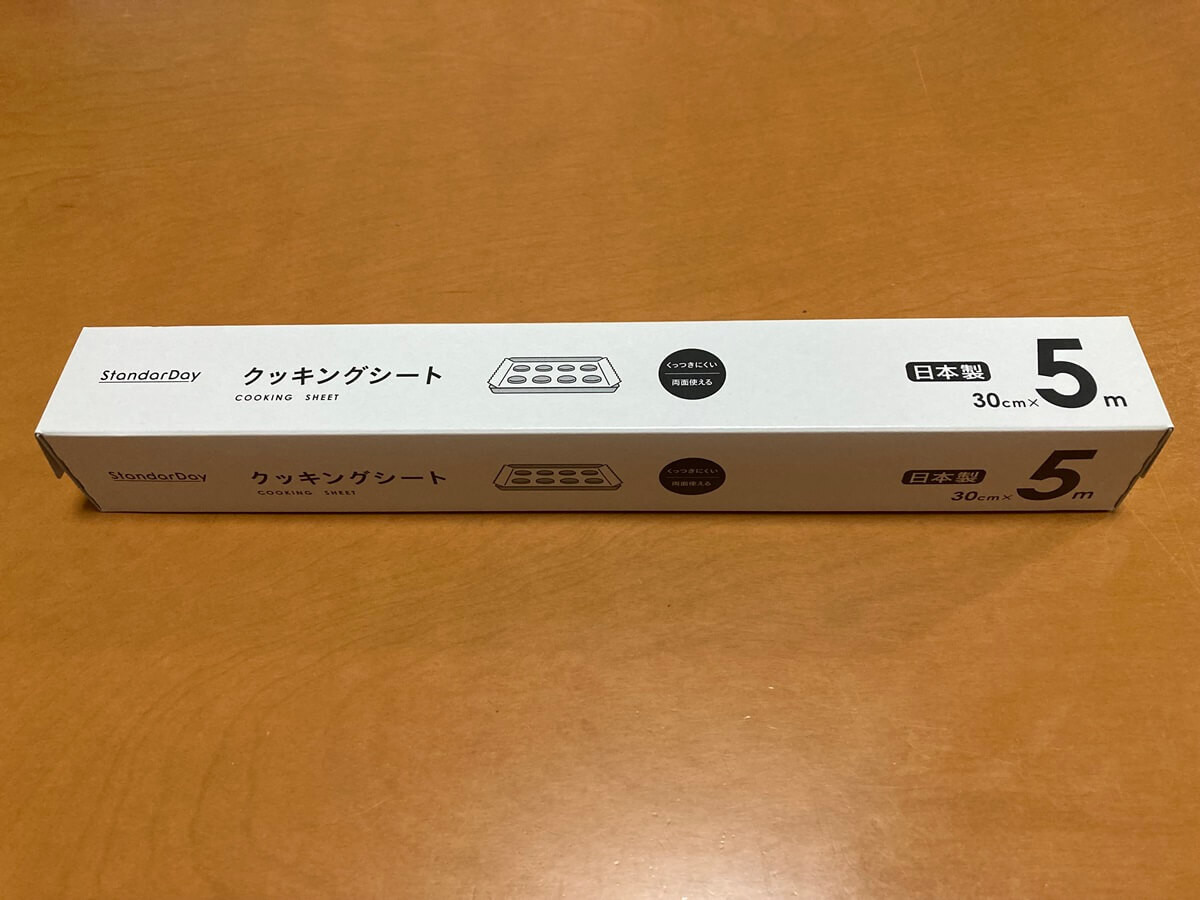 StandarDay
クッキングシート
COOKING SHEET
くっつきにくい
両面使える
日本製
30cm×5m
StandarDay
クッキングシート
COOKING SHEET
くっつきにくい
両面使える
日本製
30cm×5m